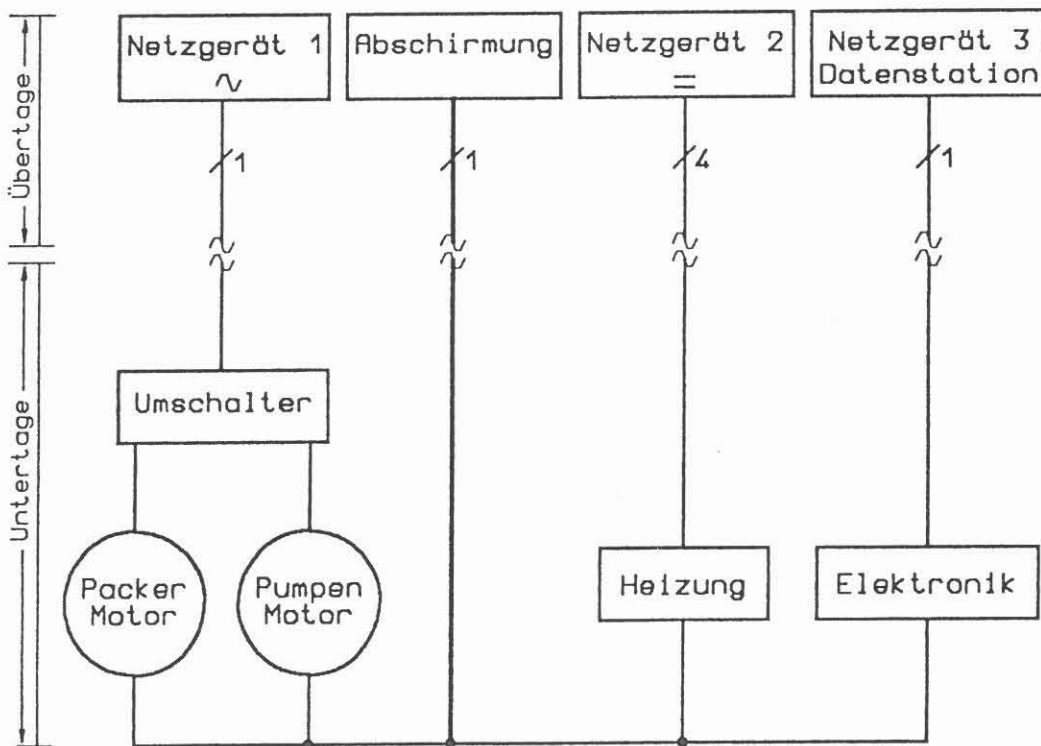 Netzgerät 1
Abschirmung
Netzgerät 2
=
Netzgerät 3
Datenstation
Übertage
1
1
4
1
Untertage
Umschalter
Packer
Motor
Pumpen
Motor
Heizung
Elektronik